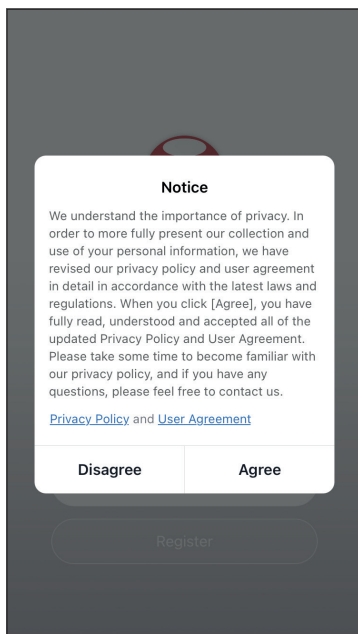 Notice
We understand the importance of privacy. In
order to more fully present our collection and
use of your personal information, we have
revised our privacy policy and user agreement
in detail in accordance with the latest laws and
regulations. When you click [Agree], you have
fully read, understood and accepted all of the
updated Privacy Policy and User Agreement.
Please take some time to become familiar with
our privacy policy, and if you have any
questions, please feel free to contact us.
Privacy Policy and User Agreement
Disagree Agree
Register